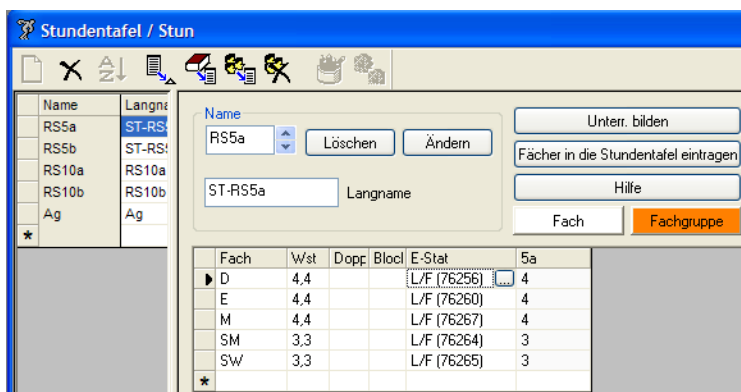 Stundentafel / Stun
Name Langna
RS5a ST-RS5
RS5b ST-RS5
RS10a RS10a
RS10b RS10b
Ag Ag
*
Name
RS5a Löschen Ändern
ST-RS5a Langname
Unterr. bilden
Fächer in die Stundentafel eintragen
Hilfe
Fach Fachgruppe
Fach Wst Dopp Blocl E-Stat 5a
D 4,4 L/F (76256) ... 4
E 4,4 L/F (76260) 4
M 4,4 L/F (76267) 4
SM 3,3 L/F (76264) 3
SW 3,3 L/F (76265) 3
*